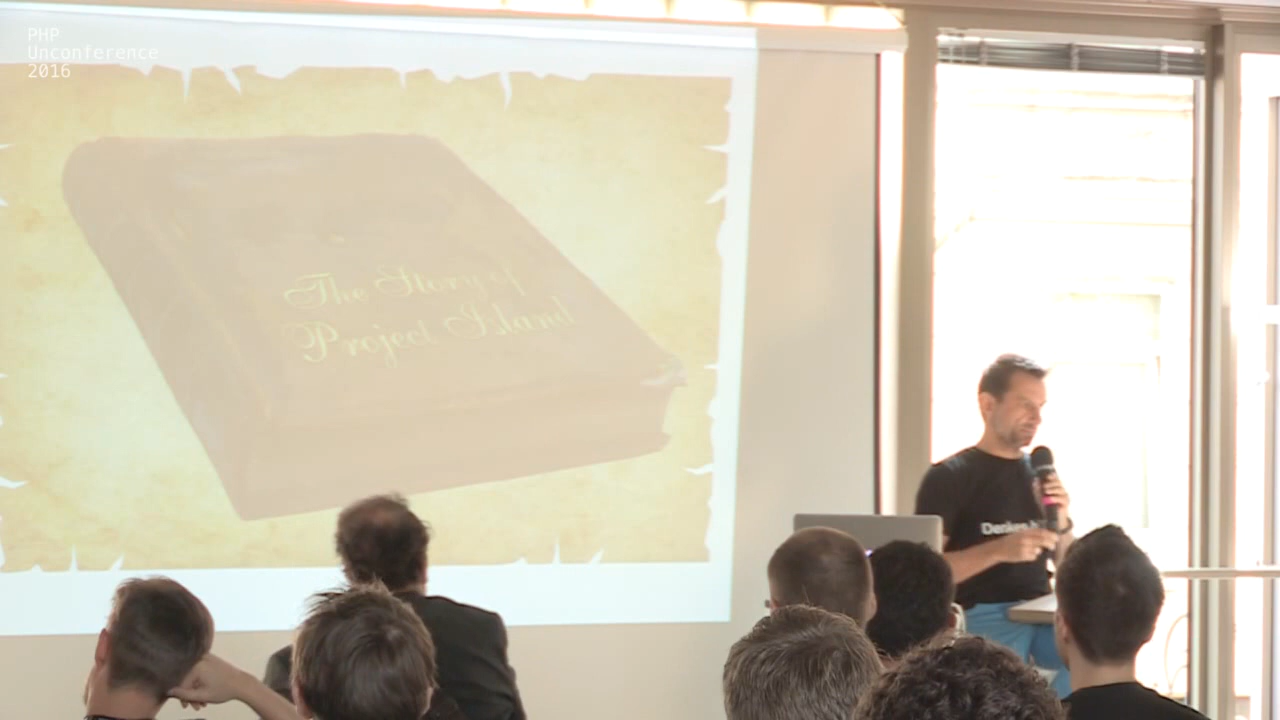 PHP
Unconference
2016
The Story of
Project Island